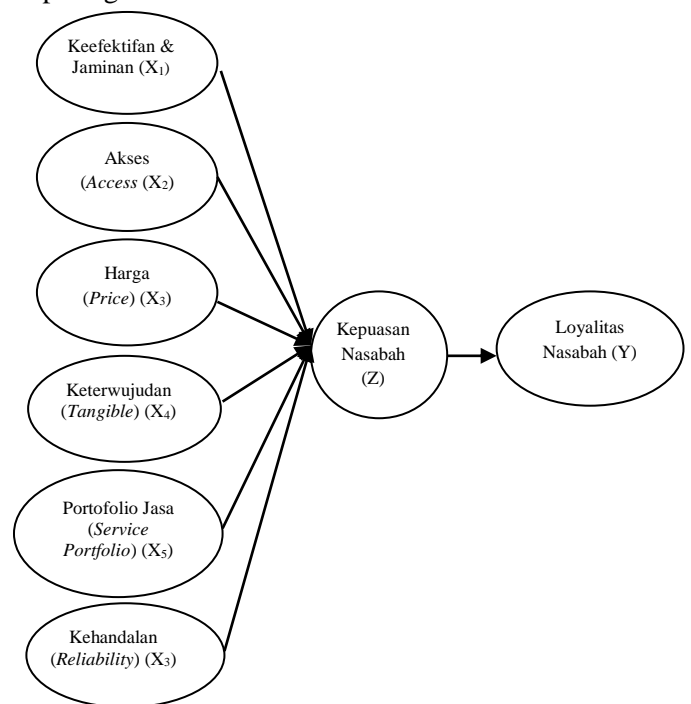 Keefektifan &
Jaminan (X₁)
Akses
(Access (X₂)
Harga
(Price) (X₃)
Keterwujudan
(Tangible) (X₄)
Portofolio Jasa
(Service
Portfolio) (X₅)
Kehandalan
(Reliability) (X₃)
Kepuasan
Nasabah
(Z)
Loyalitas
Nasabah (Y)